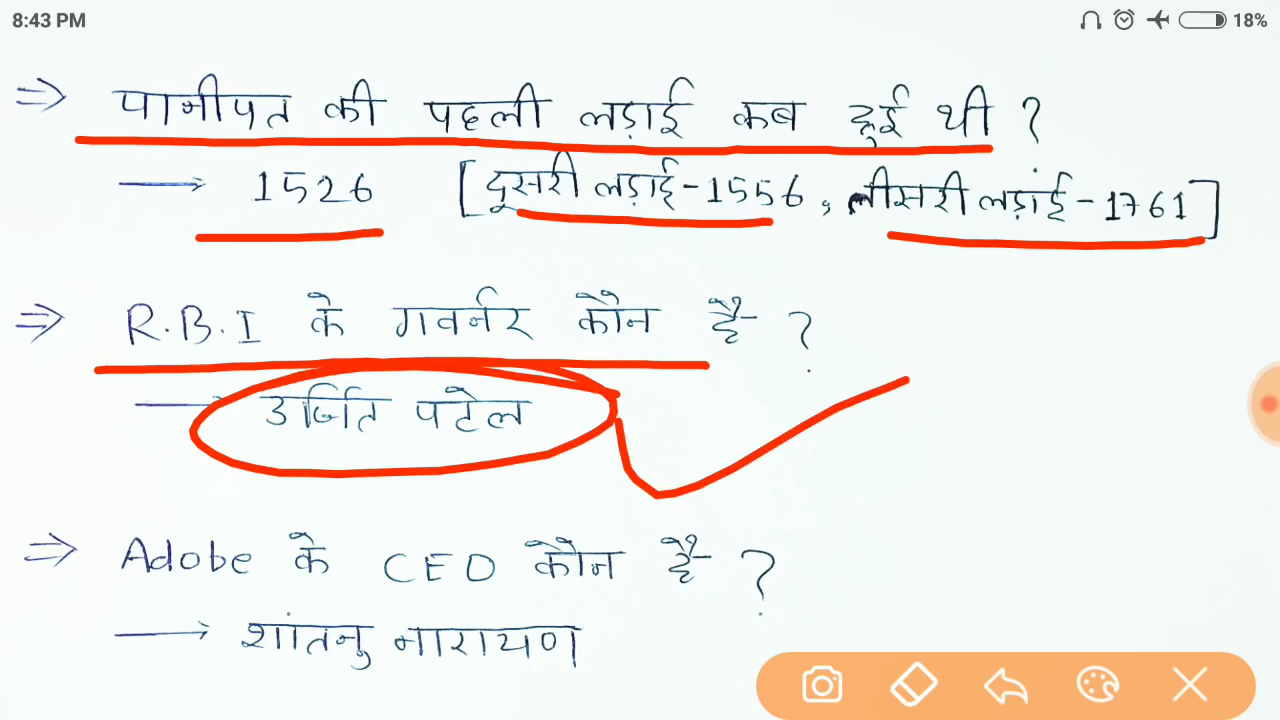 8:43 PM 18%
⇒ पानीपत की पहली लड़ाई कब हुई थी ?
→ 1526 [दूसरी लड़ाई - 1556, तीसरी लड़ाई - 1761]
⇒ R.B.I के गवर्नर कौन है ?
→ उर्जित पटेल
⇒ Adobe के CEO कौन है ?
→ शांतनु नारायण